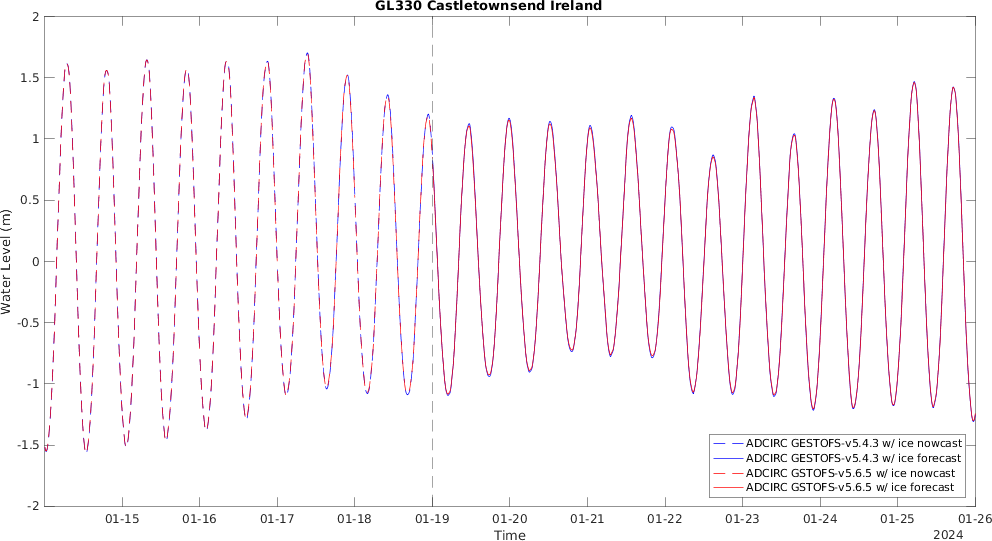 GL330 Castletownsend Ireland
2
1.5
1
0.5
0
-0.5
-1
-1.5
-2
Water Level (m)
ADCIRC GESTOFS-v5.4.3 w/ ice nowcast
ADCIRC GESTOFS-v5.4.3 w/ ice forecast
ADCIRC GSTOFS-v5.6.5 w/ ice nowcast
ADCIRC GSTOFS-v5.6.5 w/ ice forecast
01-15 01-16 01-17 01-18 01-19 01-20 01-21 01-22 01-23 01-24 01-25 01-26
Time
2024